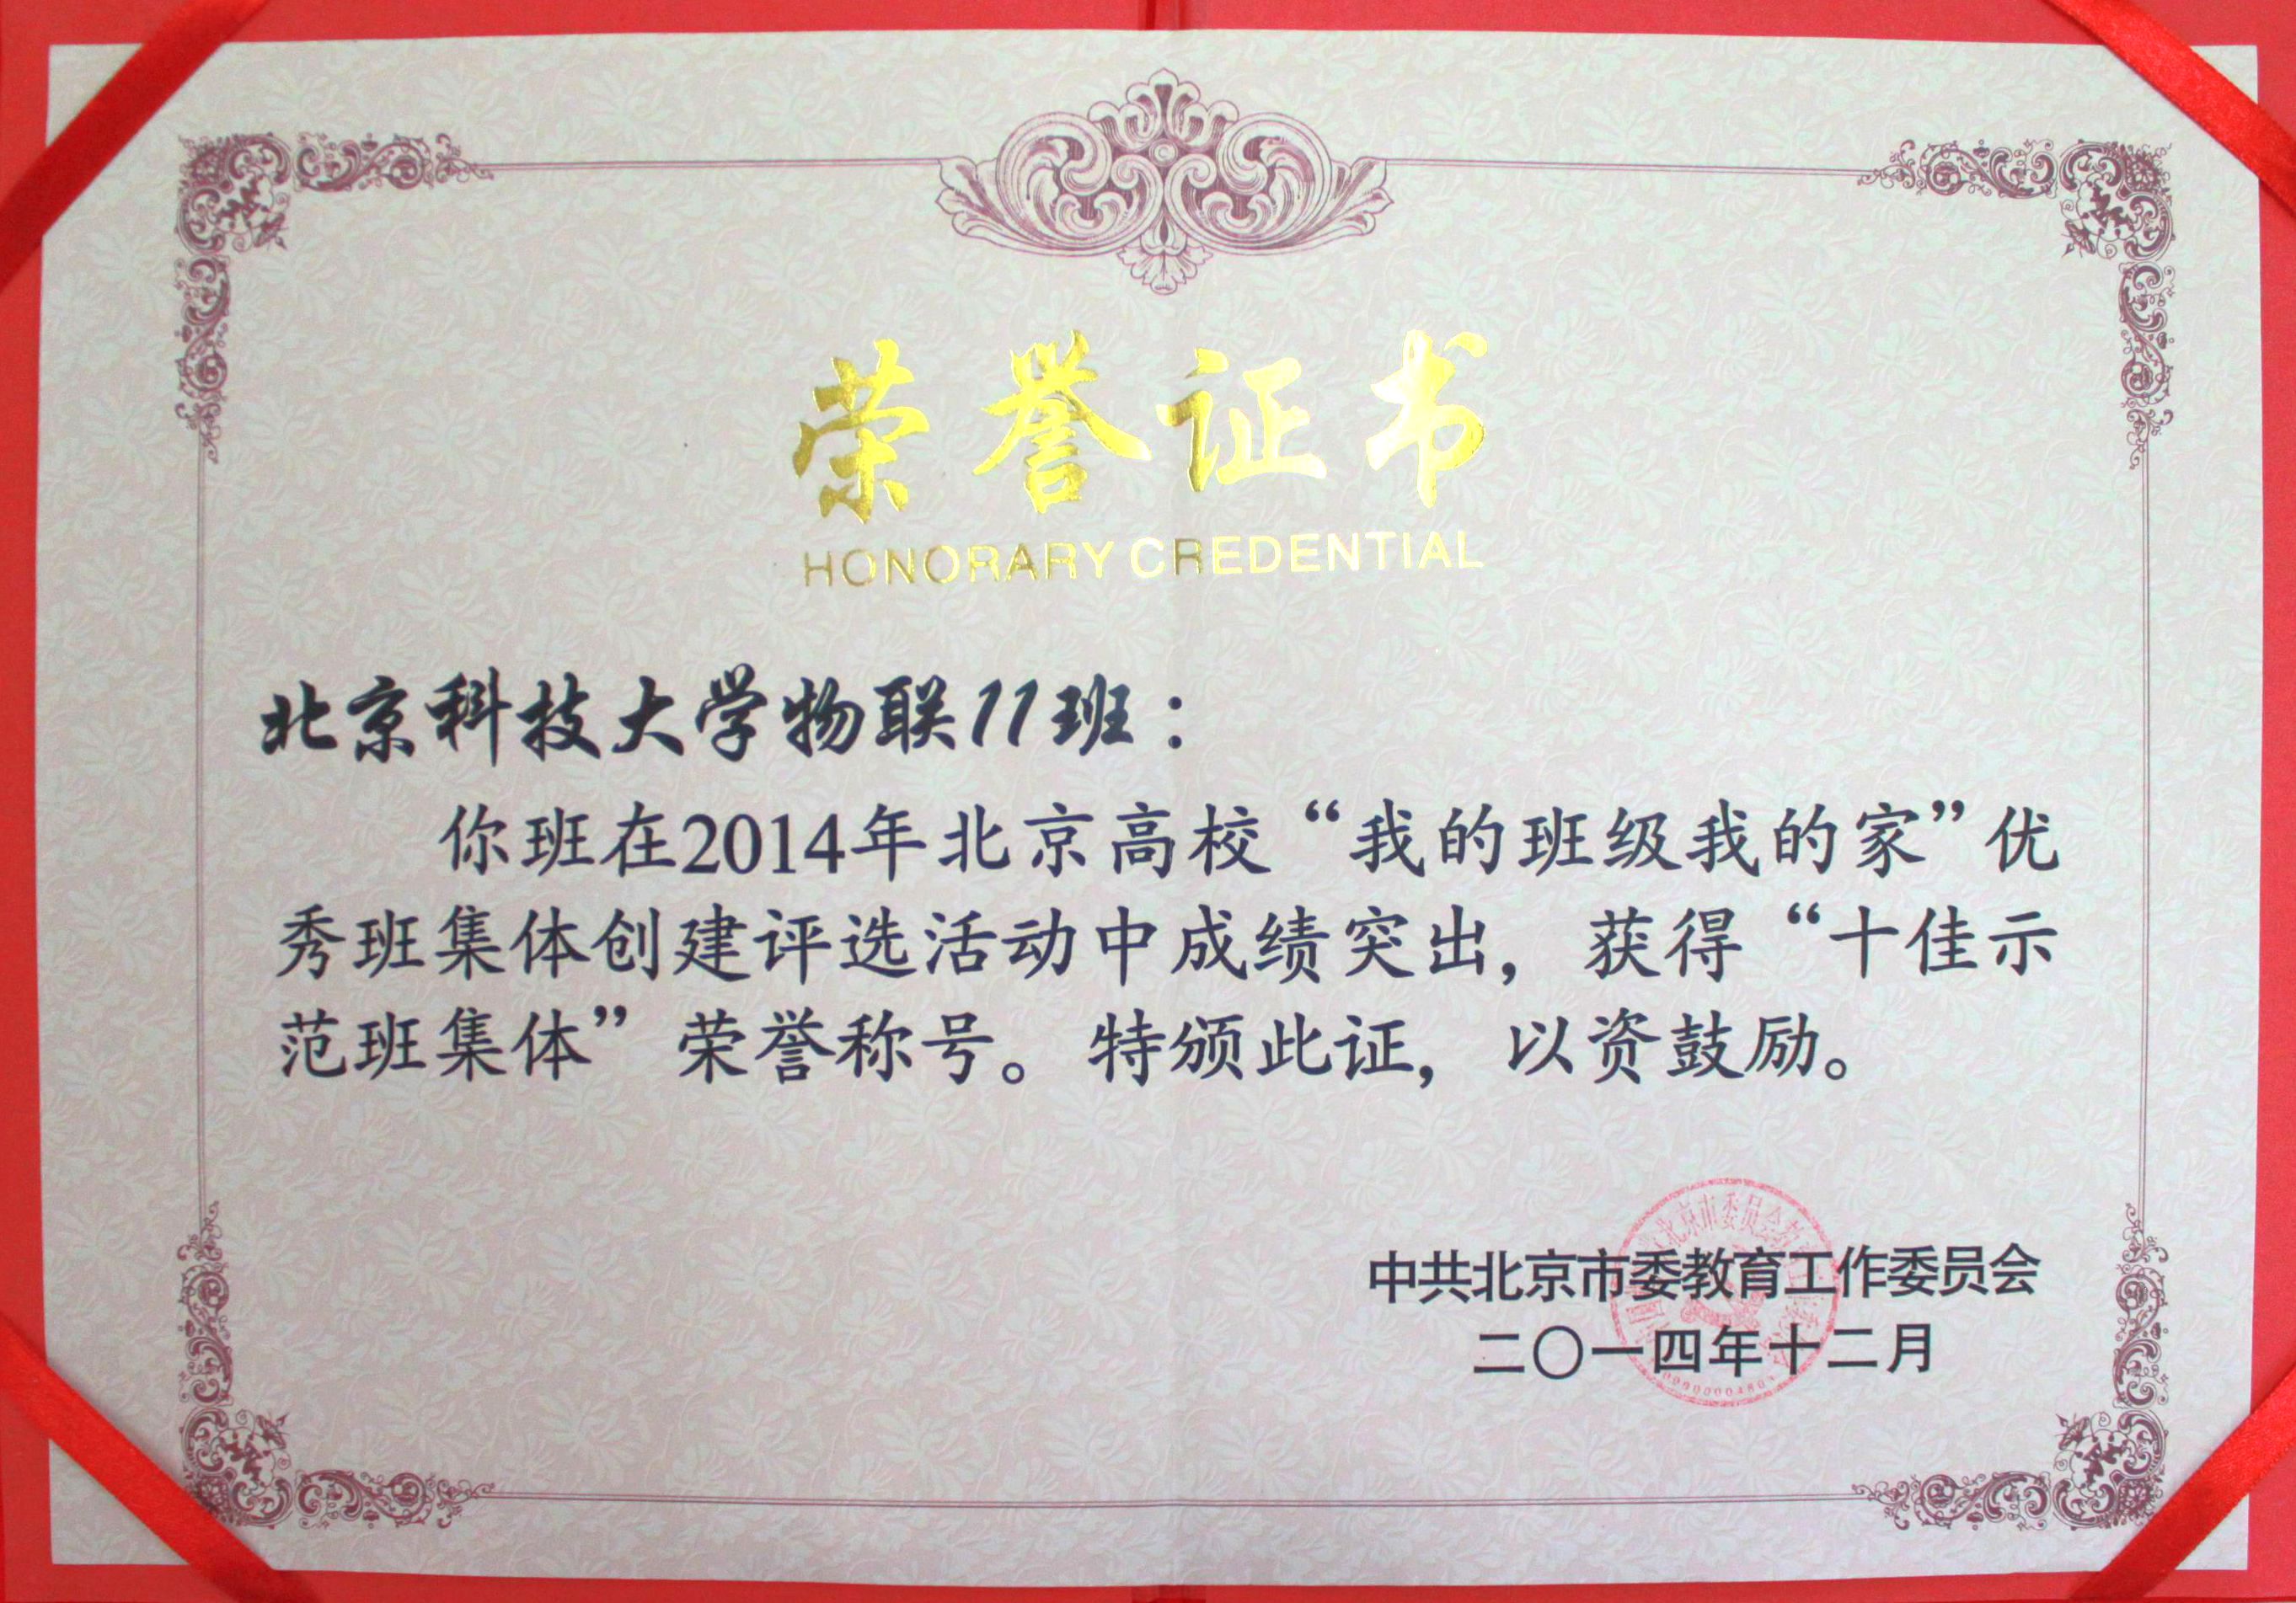 荣誉证书
HONORARY CREDENTIAL
北京科技大学物联11班：
你班在2014年北京高校“我的班级我的家”优
秀班集体创建评选活动中成绩突出，获得“十佳示
范班集体”荣誉称号。特颁此证，以资鼓励。
中共北京市委教育工作委员会
二〇一四年十二月